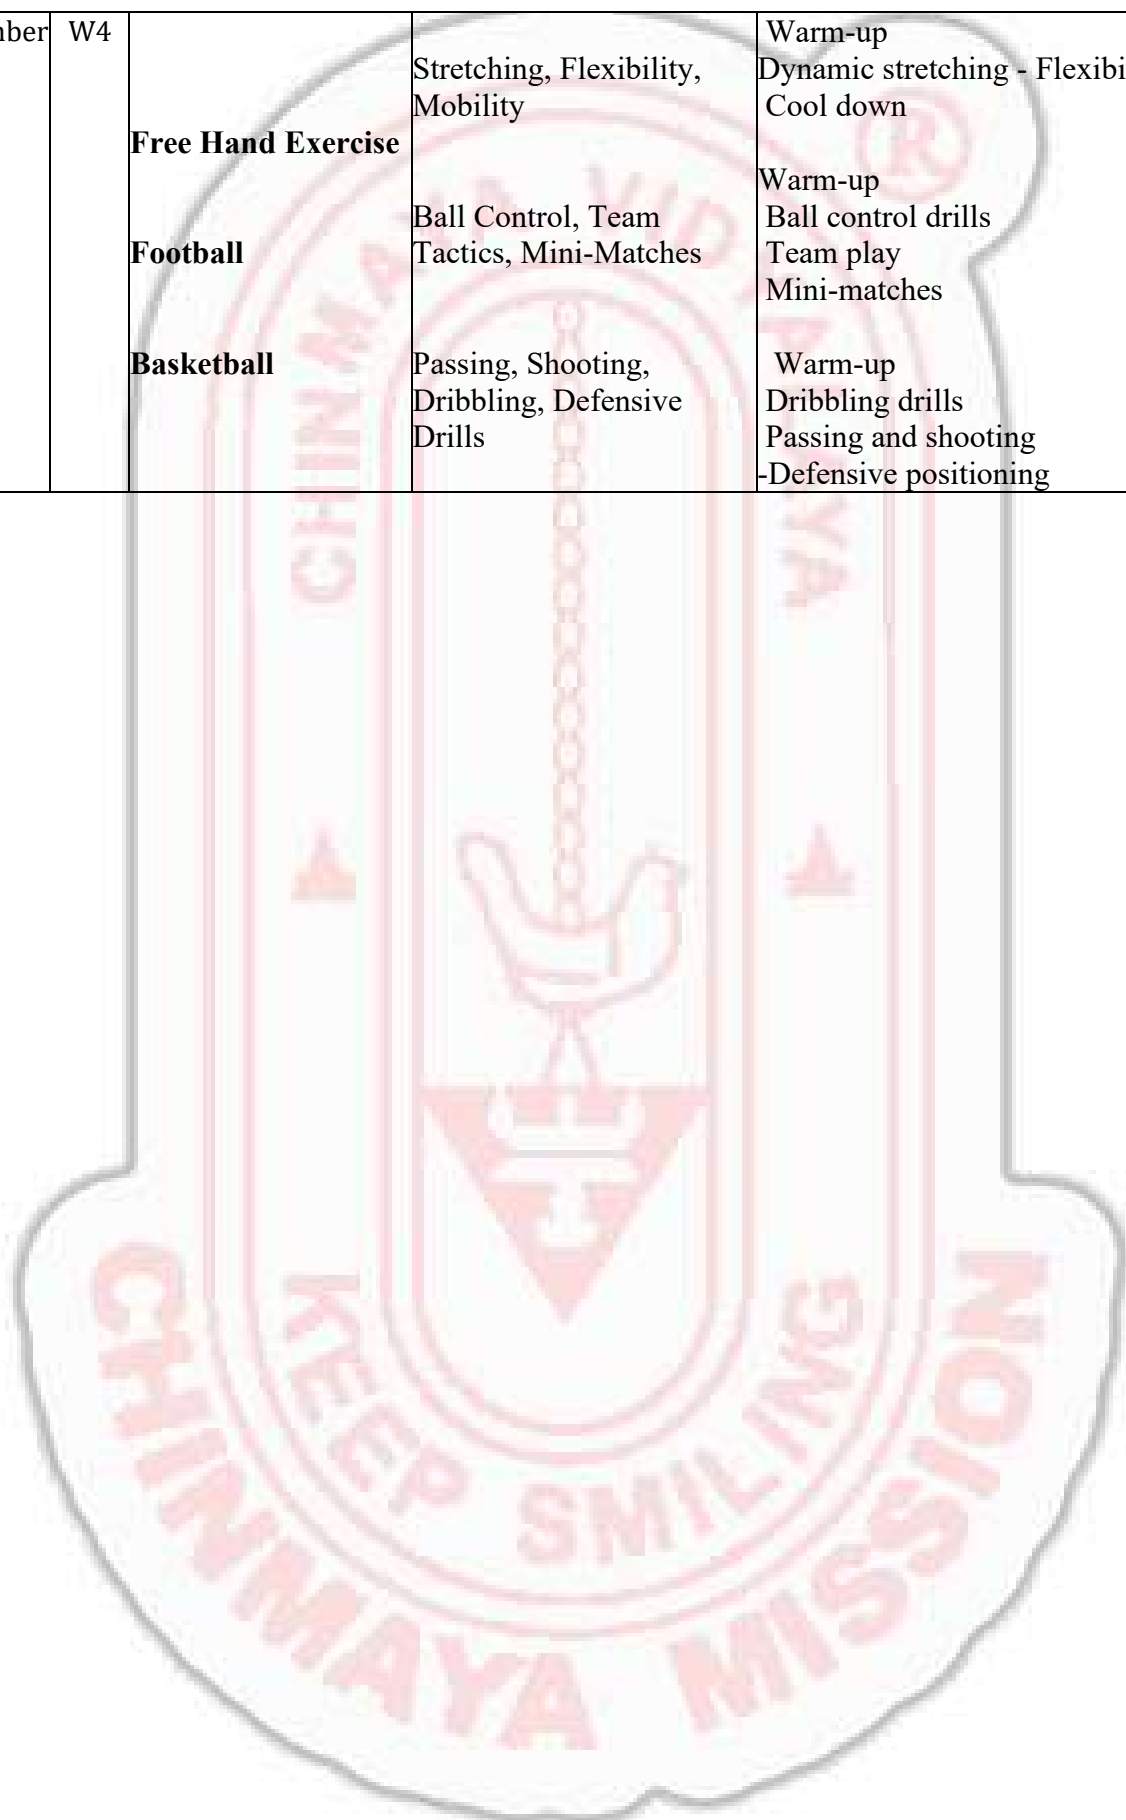 mber W4
Warm-up
Stretching, Flexibility,
Dynamic stretching - Flexibi
Mobility
Cool down
Free Hand Exercise
Warm-up
Ball Control, Team
Ball control drills
Football
Tactics, Mini-Matches
Team play
Mini-matches
Basketball
Passing, Shooting,
Warm-up
Dribbling, Defensive
Dribbling drills
Drills
Passing and shooting
-Defensive positioning
CHINMAYA VIDYALAYA
®
KEEP SMILING
CHINMAYA MISSION